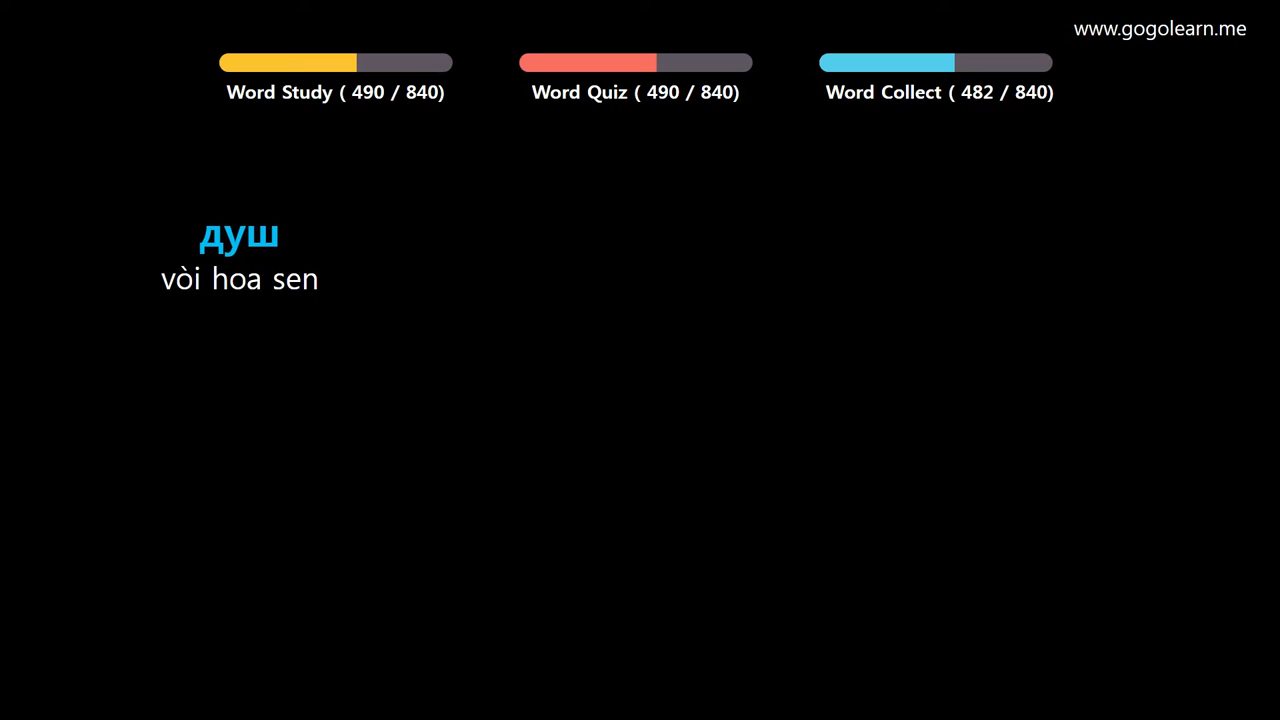 www.gogolearn.me
Word Study ( 490 / 840)
Word Quiz ( 490 / 840)
Word Collect ( 482 / 840)
душ
vòi hoa sen